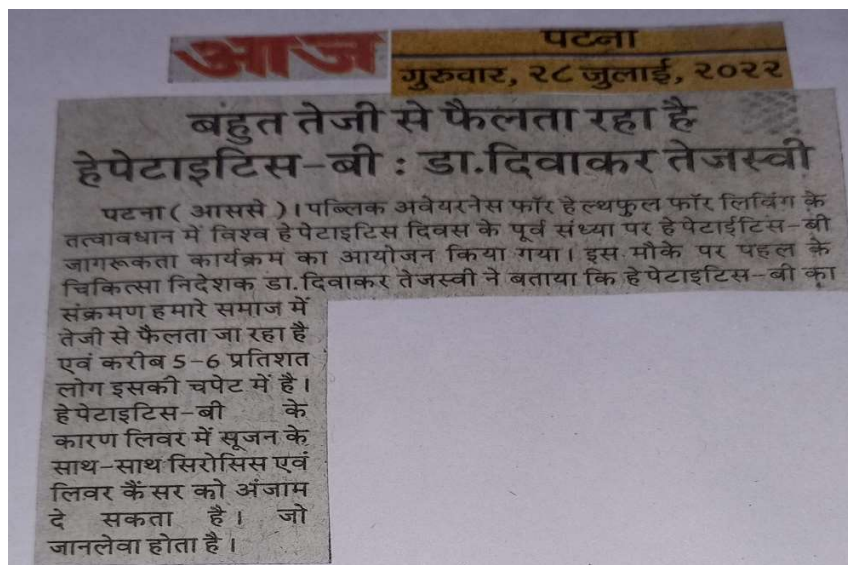 आज
पटना
गुरुवार, २८ जुलाई, २०२२
बहुत तेजी से फैलता रहा है
हेपेटाइटिस-बी : डा.दिवाकर तेजस्वी
पटना ( आससे )। पब्लिक अवेयरनेस फॉर हेल्थफुल फॉर लिविंग के
तत्वावधान में विश्व हेपेटाइटिस दिवस के पूर्व संध्या पर हेपेटाईटिस-बी
जागरूकता कार्यक्रम का आयोजन किया गया। इस मौके पर पहल के
चिकित्सा निदेशक डा.दिवाकर तेजस्वी ने बताया कि हेपेटाइटिस-बी का
संक्रमण हमारे समाज में
तेजी से फैलता जा रहा है
एवं करीब 5-6 प्रतिशत
लोग इसकी चपेट में है।
हेपेटाइटिस-बी के
कारण लिवर में सूजन के
साथ-साथ सिरोसिस एवं
लिवर कैंसर को अंजाम
दे सकता है। जो
जानलेवा होता है।